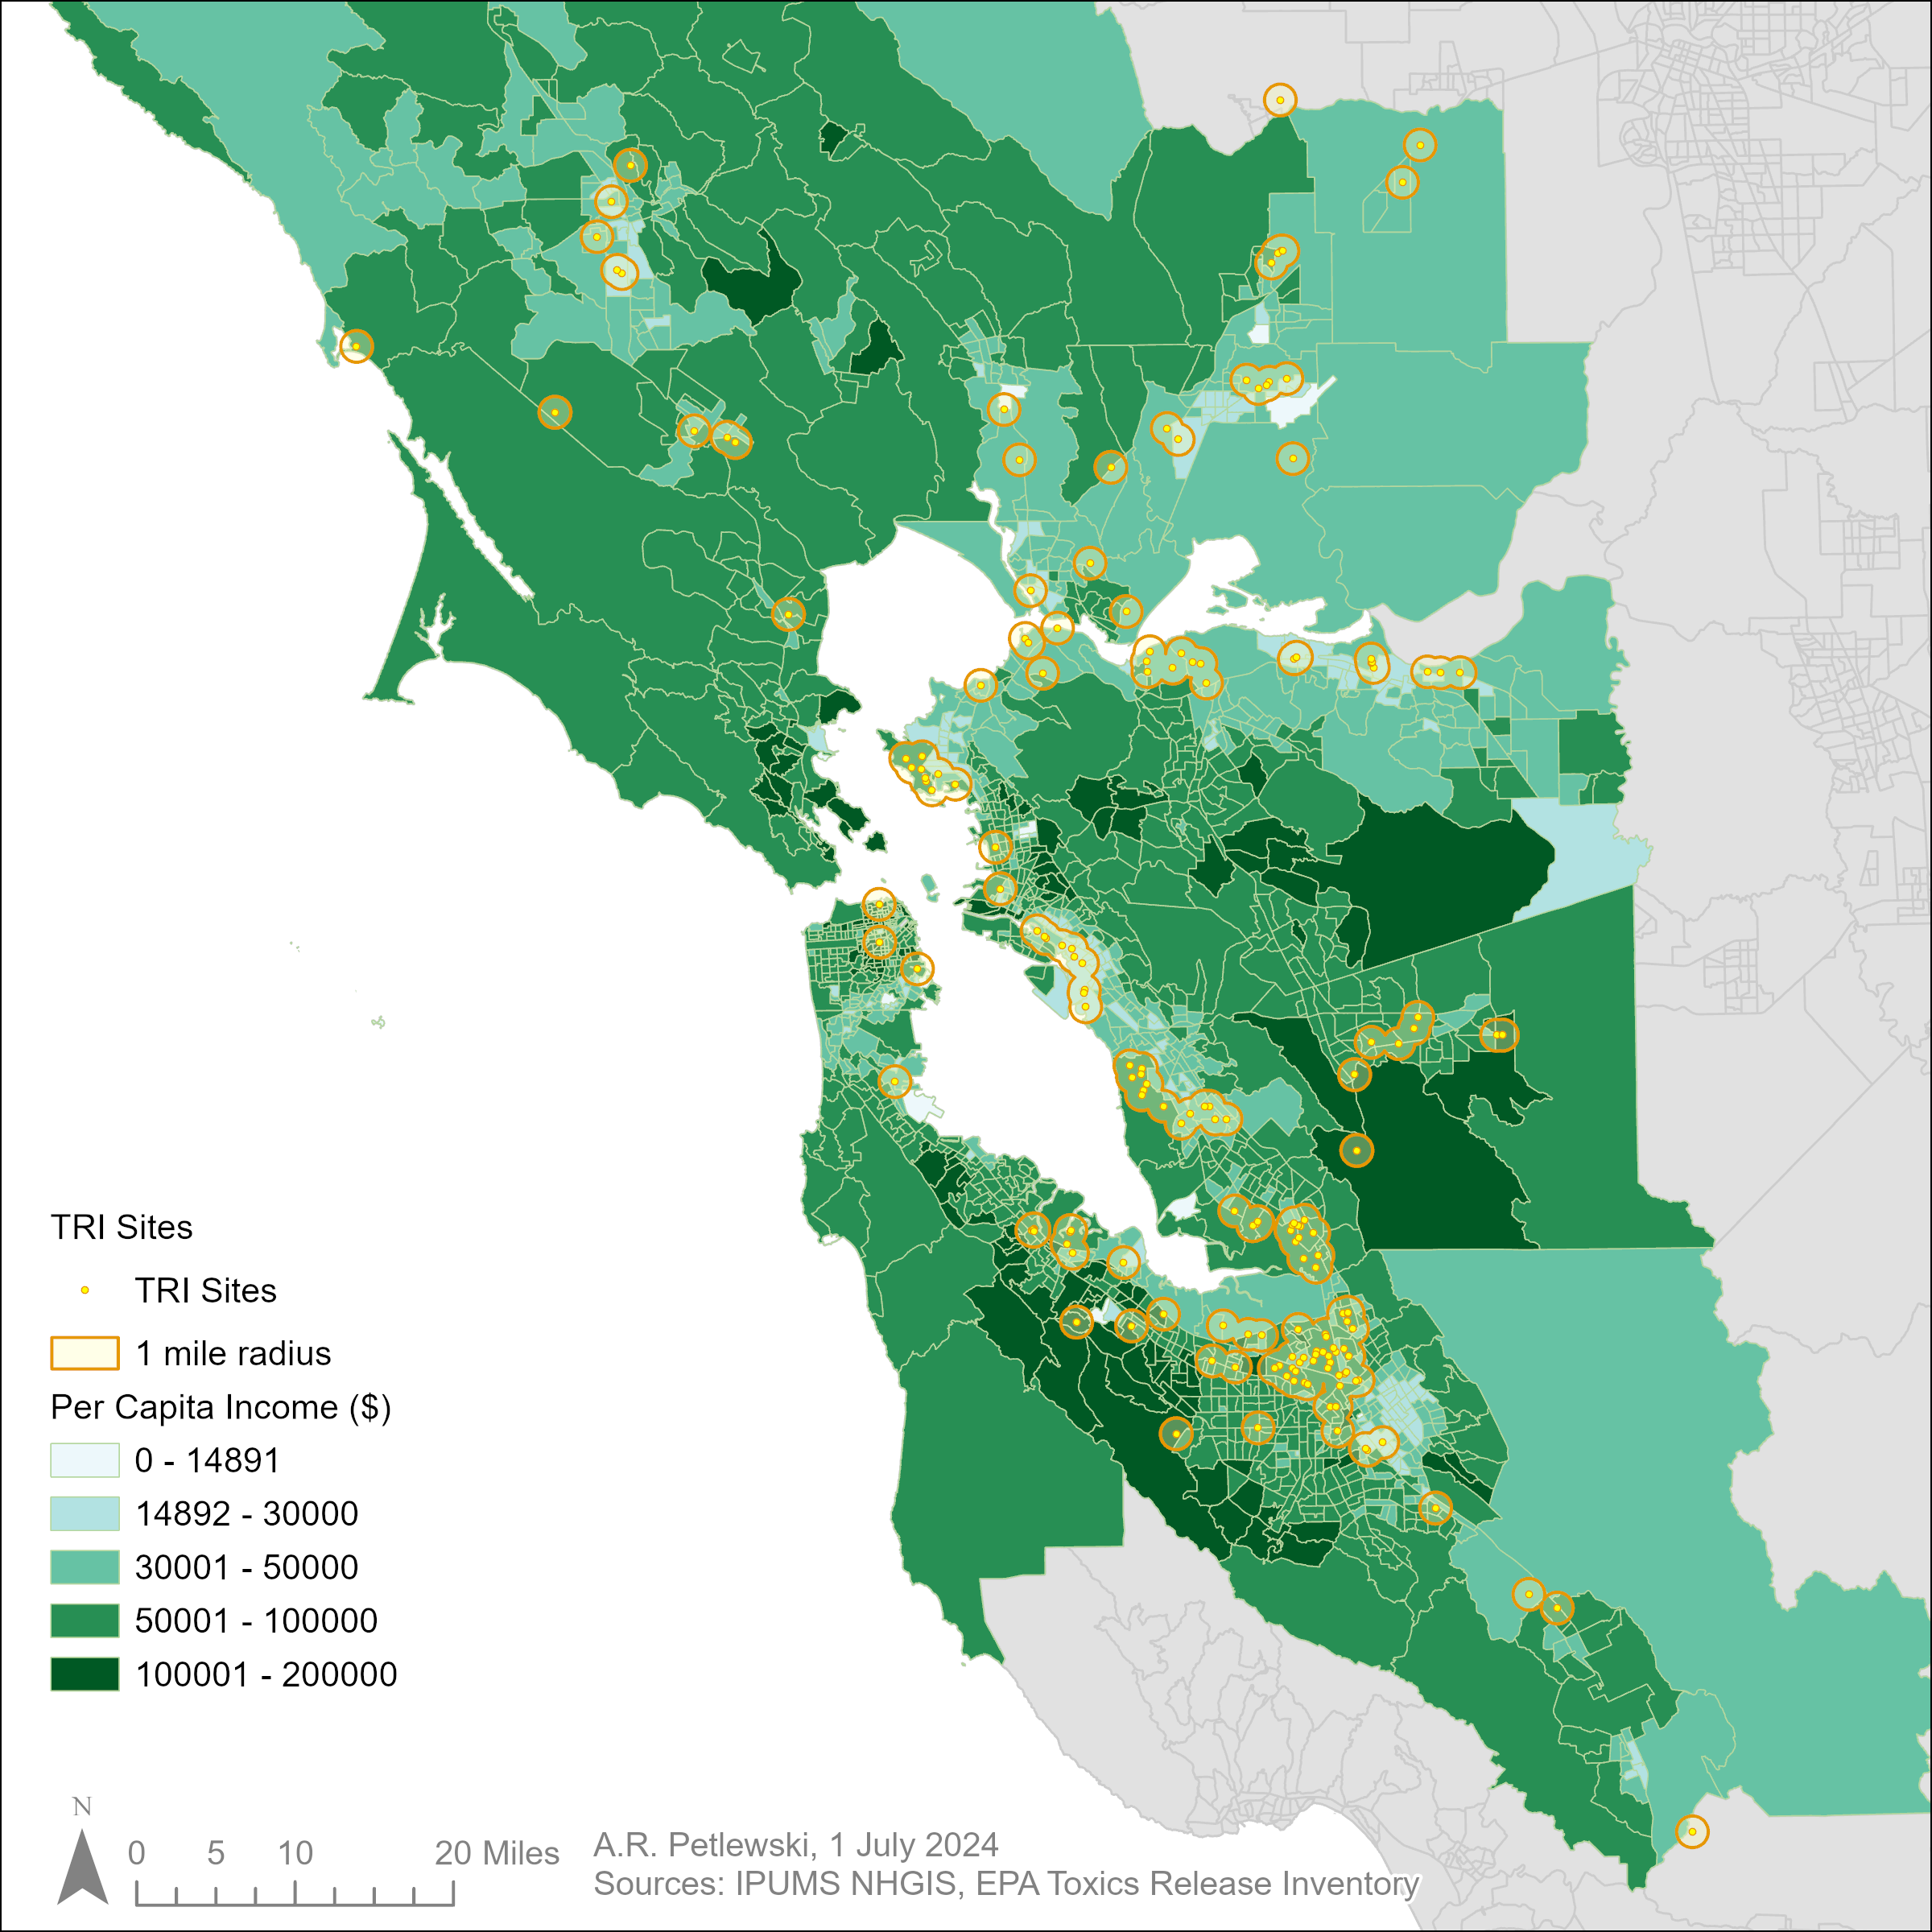 TRI Sites
TRI Sites
1 mile radius
Per Capita Income ($)
0 - 14891
14892 - 30000
30001 - 50000
50001 - 100000
100001 - 200000
N
0 5 10 20 Miles
A.R. Petlewski, 1 July 2024
Sources: IPUMS NHGIS, EPA Toxics Release Inventory